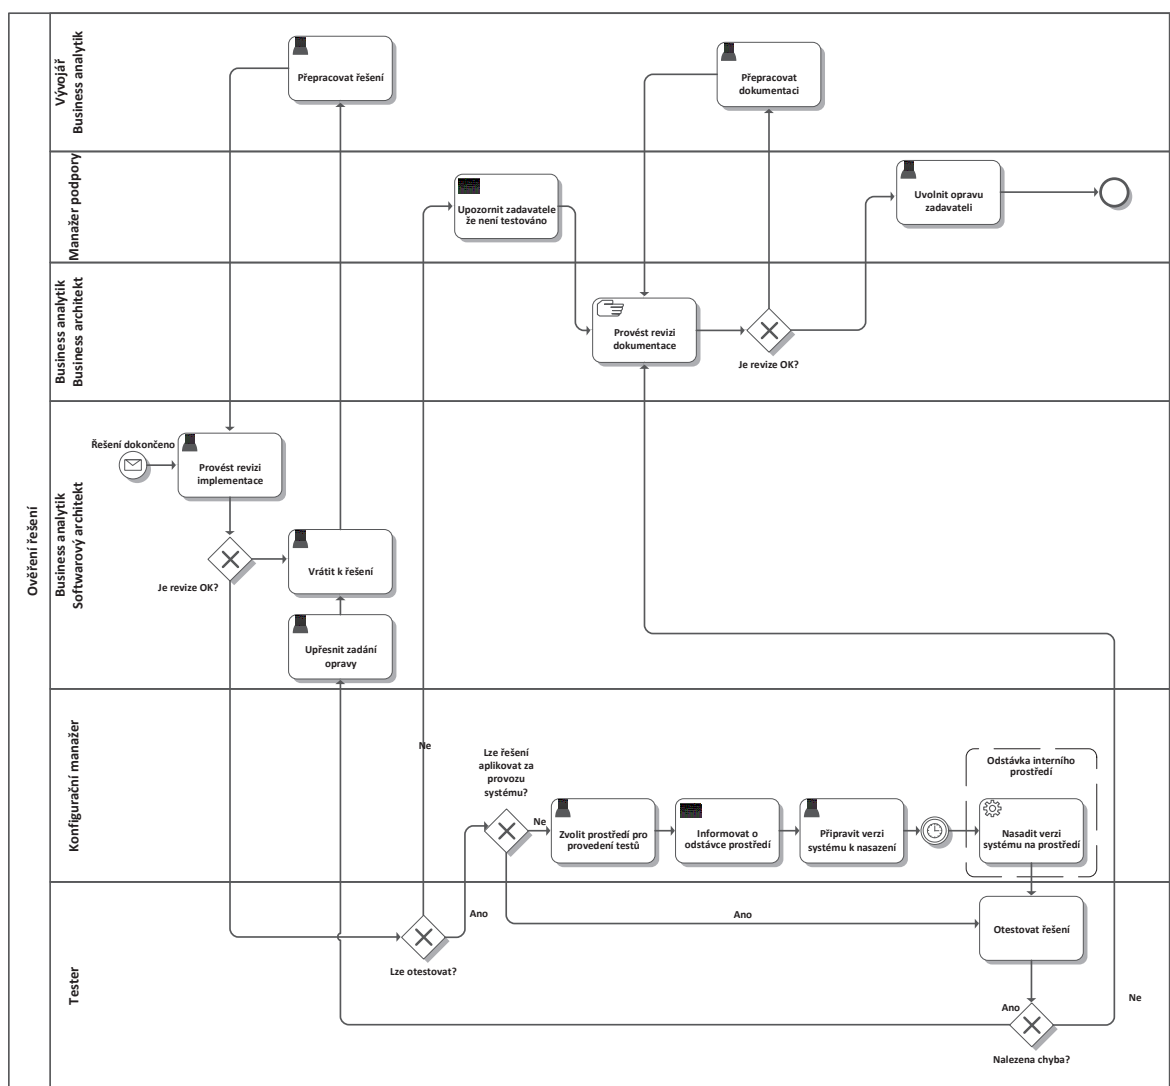 Ověření řešení
Vývojář
Business analytik
Přepracovat řešení
Přepracovat
dokumentaci
Manažer podpory
Upozornit zadavatele
že není testováno
Uvolnit opravu
zadavateli
Business analytik
Business architekt
Provést revizi
dokumentace
Je revize OK?
Business analytik
Softwarový architekt
Řešení dokončeno
Provést revizi
implementace
Je revize OK?
Vrátit k řešení
Upřesnit zadání
opravy
Konfigurační manažer
Ne
Lze řešení
aplikovat za
provozu
systému?
Ne
Zvolit prostředí pro
provedení testů
Informovat o
odstávce prostředí
Připravit verzi
systému k nasazení
Odstávka interního
prostředí
Nasadit verzi
systému na prostředí
Tester
Lze otestovat?
Ano
Ano
Otestovat řešení
Ano
Ne
Nalezena chyba?